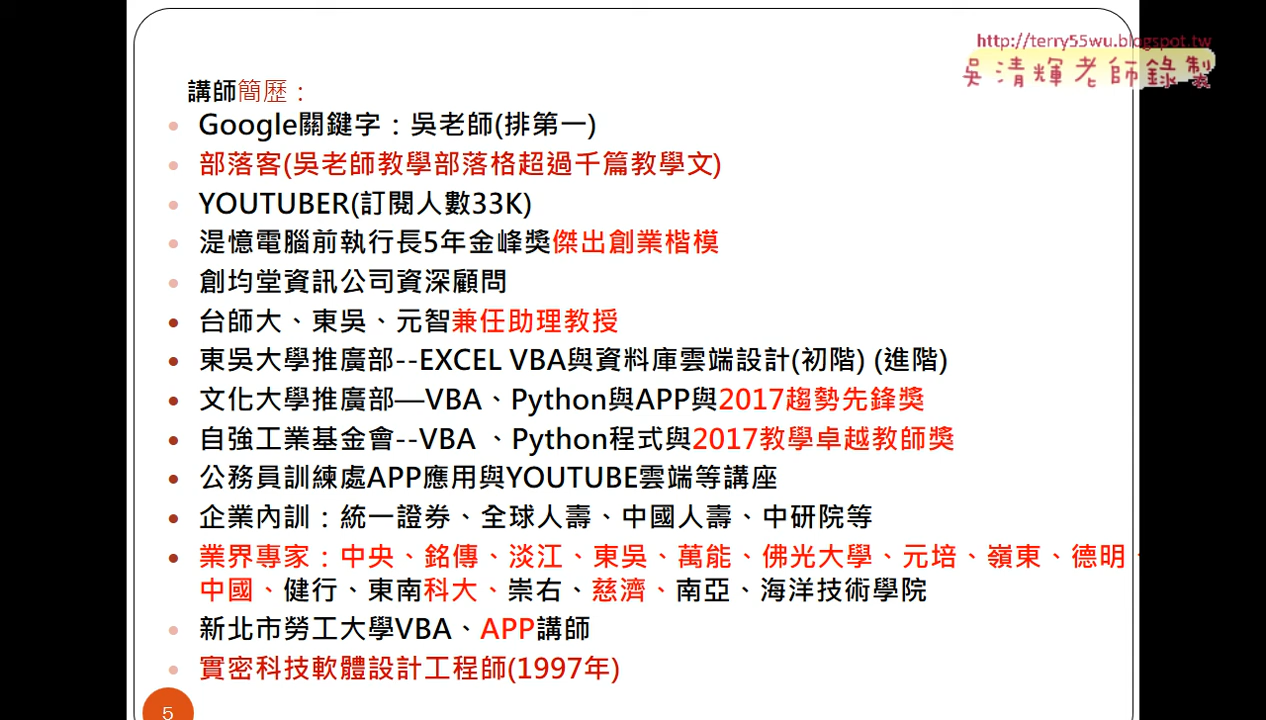 http://terry55wu.blogspot.tw
吳清輝老師錄製
講師簡歷：
Google關鍵字：吳老師(排第一)
部落客(吳老師教學部落格超過千篇教學文)
YOUTUBER(訂閱人數33K)
湜憶電腦前執行長5年金峰獎傑出創業楷模
創均堂資訊公司資深顧問
台師大、東吳、元智兼任助理教授
東吳大學推廣部--EXCEL VBA與資料庫雲端設計(初階) (進階)
文化大學推廣部—VBA、Python與APP與2017趨勢先鋒獎
自強工業基金會--VBA 、Python程式與2017教學卓越教師獎
公務員訓練處APP應用與YOUTUBE雲端等講座
企業內訓：統一證券、全球人壽、中國人壽、中研院等
業界專家：中央、銘傳、淡江、東吳、萬能、佛光大學、元培、嶺東、德明、
中國、健行、東南科大、崇右、慈濟、南亞、海洋技術學院
新北市勞工大學VBA、APP講師
實密科技軟體設計工程師(1997年)
5